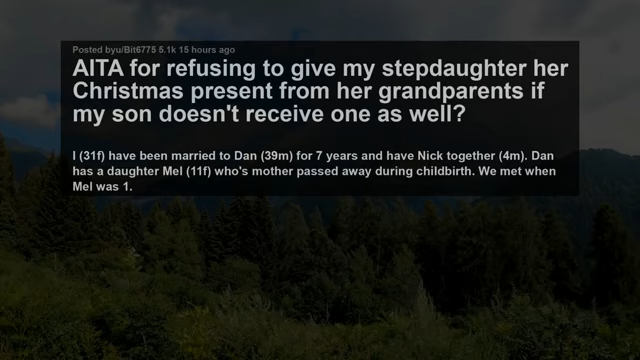 Posted byu/Bit6775 5.1k 15 hours ago
AITA for refusing to give my stepdaughter her
Christmas present from her grandparents if
my son doesn't receive one as well?
I (31f) have been married to Dan (39m) for 7 years and have Nick together (4m). Dan
has a daughter Mel (11f) who's mother passed away during childbirth. We met when
Mel was 1.